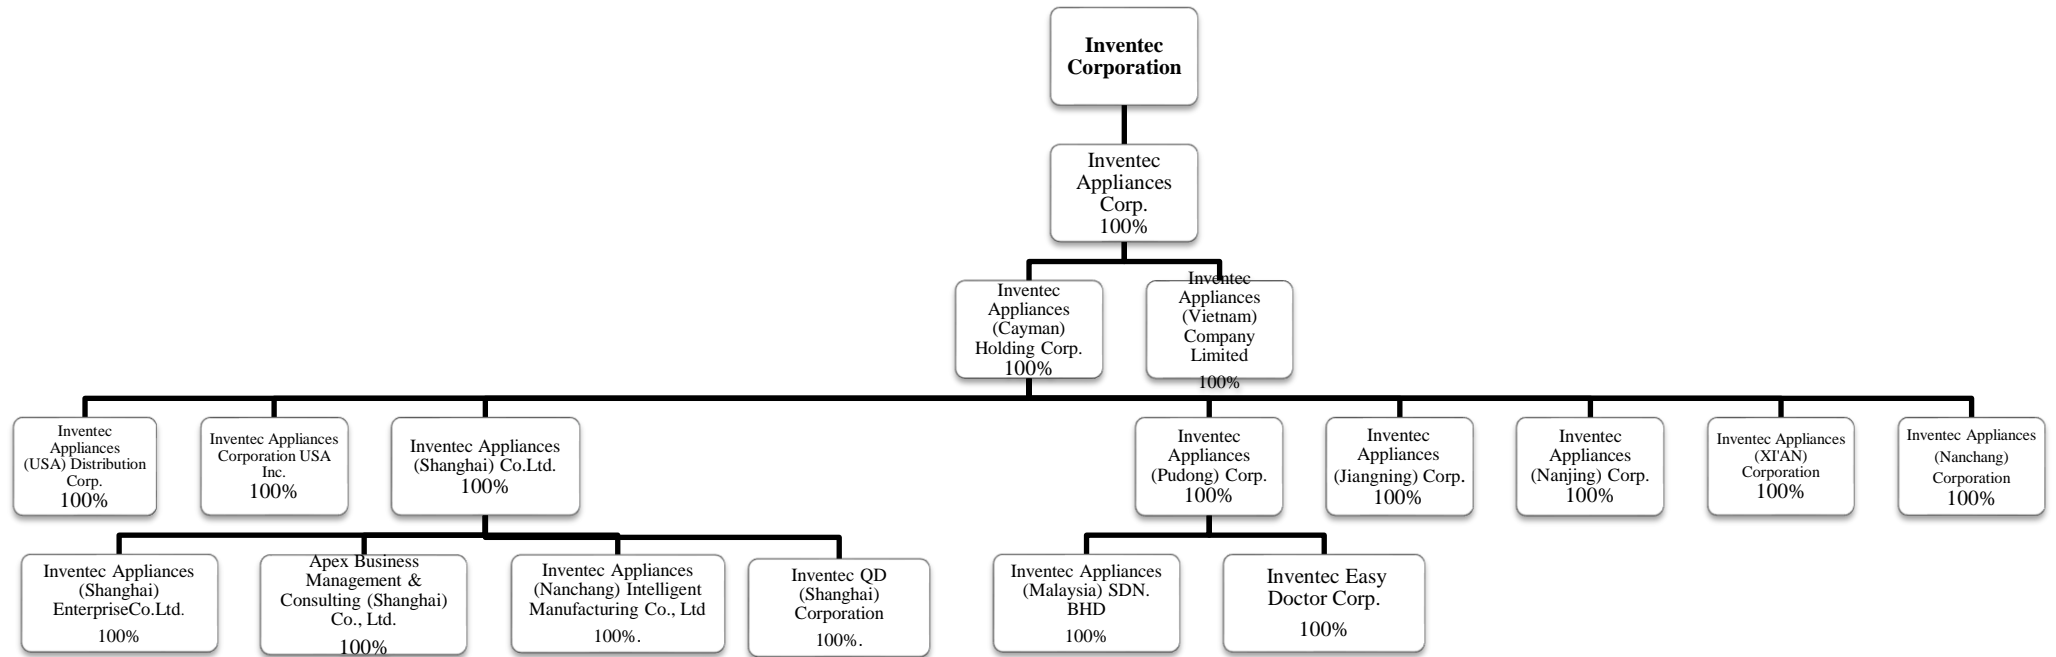 Inventec
Corporation
Inventec
Appliances
Corp.
100%
Inventec
Appliances
(Cayman)
Holding Corp.
100%
Inventec
Appliances
(Vietnam)
Company
Limited
100%
Inventec
Appliances
(USA) Distribution
Corp.
100%
Inventec Appliances
Corporation USA
Inc.
100%
Inventec Appliances
(Shanghai) Co.Ltd.
100%
Inventec
Appliances
(Pudong) Corp.
100%
Inventec
Appliances
(Jiangning) Corp.
100%
Inventec
Appliances
(Nanjing) Corp.
100%
Inventec Appliances
(XI'AN)
Corporation
100%
Inventec Appliances
(Nanchang)
Corporation
100%
Inventec Appliances
(Shanghai)
EnterpriseCo.Ltd.
100%
Apex Business
Management &
Consulting (Shanghai)
Co., Ltd.
100%
Inventec Appliances
(Nanchang) Intelligent
Manufacturing Co., Ltd
100%.
Inventec QD
(Shanghai)
Corporation
100%.
Inventec Appliances
(Malaysia) SDN.
BHD
100%
Inventec Easy
Doctor Corp.
100%